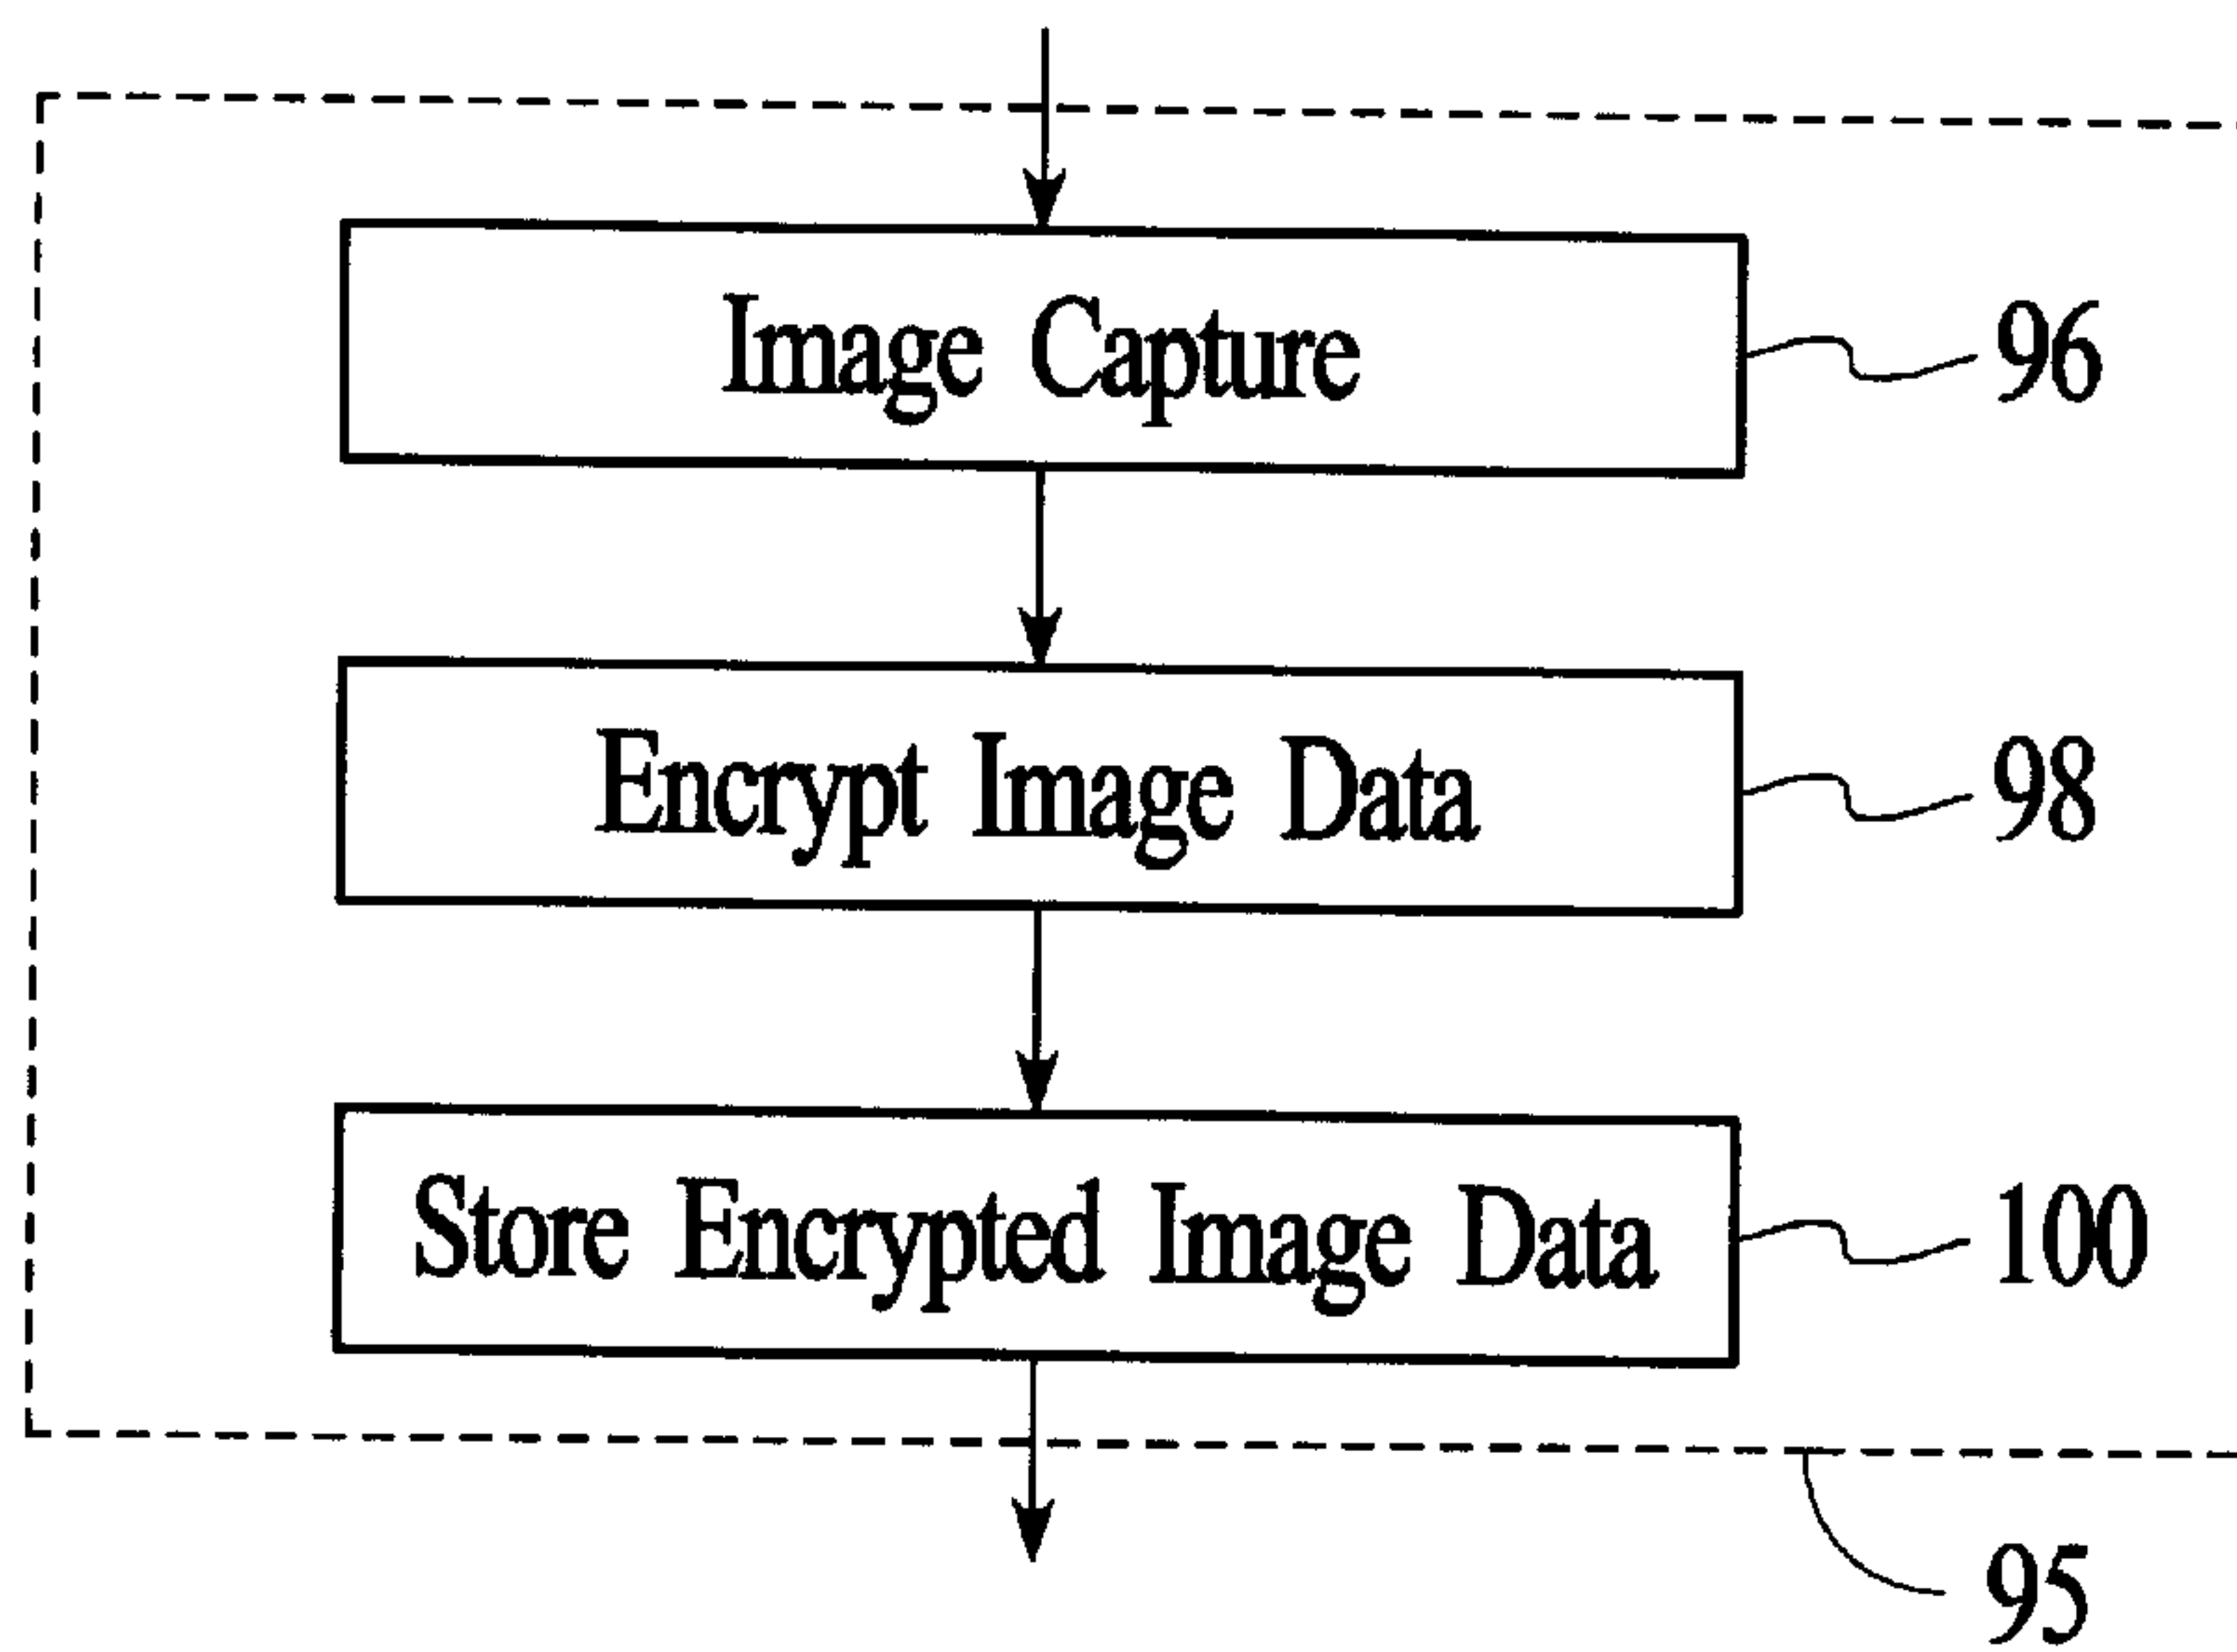 Image Capture
96
Encrypt Image Data
98
Store Encrypted Image Data
100
95